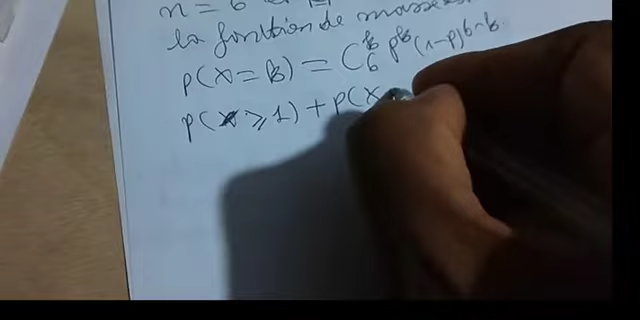 n = 6
la fonction de masse
P(X = k) = C₆ᵏ pᵏ (1-p)⁶⁻ᵏ.
P(X ⩾ 1) + P(X